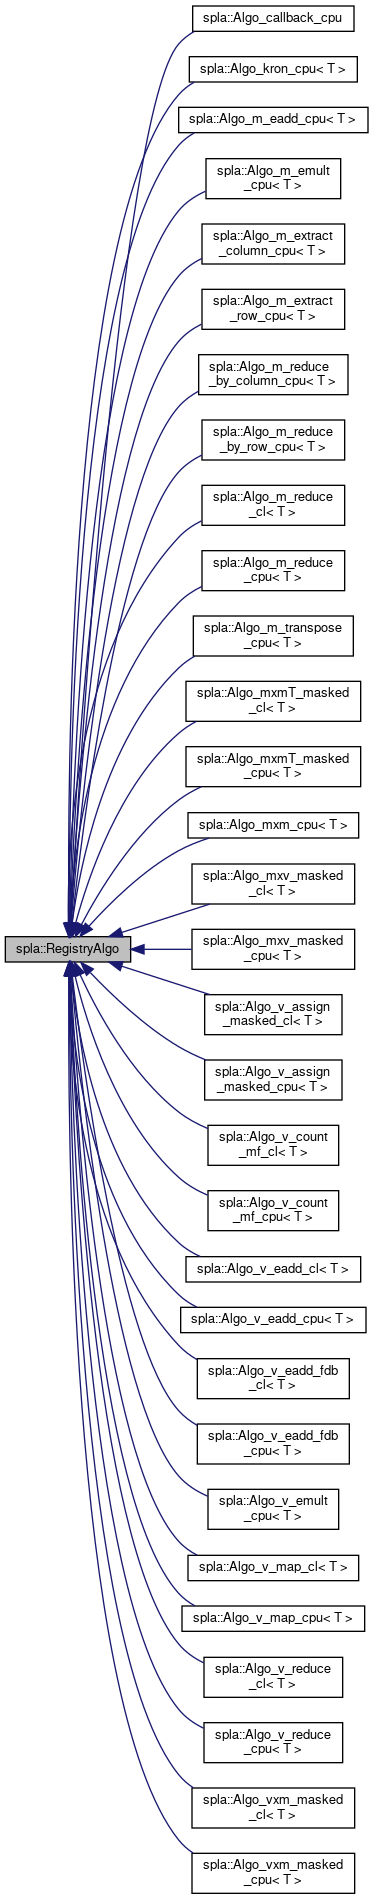 spla::Algo_callback_cpu
spla::Algo_kron_cpu< T >
spla::Algo_m_eadd_cpu< T >
spla::Algo_m_emult
_cpu< T >
spla::Algo_m_extract
_column_cpu< T >
spla::Algo_m_extract
_row_cpu< T >
spla::Algo_m_reduce
_by_column_cpu< T >
spla::Algo_m_reduce
_by_row_cpu< T >
spla::Algo_m_reduce
_cl< T >
spla::Algo_m_reduce
_cpu< T >
spla::Algo_m_transpose
_cpu< T >
spla::Algo_mxmT_masked
_cl< T >
spla::Algo_mxmT_masked
_cpu< T >
spla::Algo_mxm_cpu< T >
spla::Algo_mxv_masked
_cl< T >
spla::RegistryAlgo
spla::Algo_mxv_masked
_cpu< T >
spla::Algo_v_assign
_masked_cl< T >
spla::Algo_v_assign
_masked_cpu< T >
spla::Algo_v_count
_mf_cl< T >
spla::Algo_v_count
_mf_cpu< T >
spla::Algo_v_eadd_cl< T >
spla::Algo_v_eadd_cpu< T >
spla::Algo_v_eadd_fdb
_cl< T >
spla::Algo_v_eadd_fdb
_cpu< T >
spla::Algo_v_emult
_cpu< T >
spla::Algo_v_map_cl< T >
spla::Algo_v_map_cpu< T >
spla::Algo_v_reduce
_cl< T >
spla::Algo_v_reduce
_cpu< T >
spla::Algo_vxm_masked
_cl< T >
spla::Algo_vxm_masked
_cpu< T >